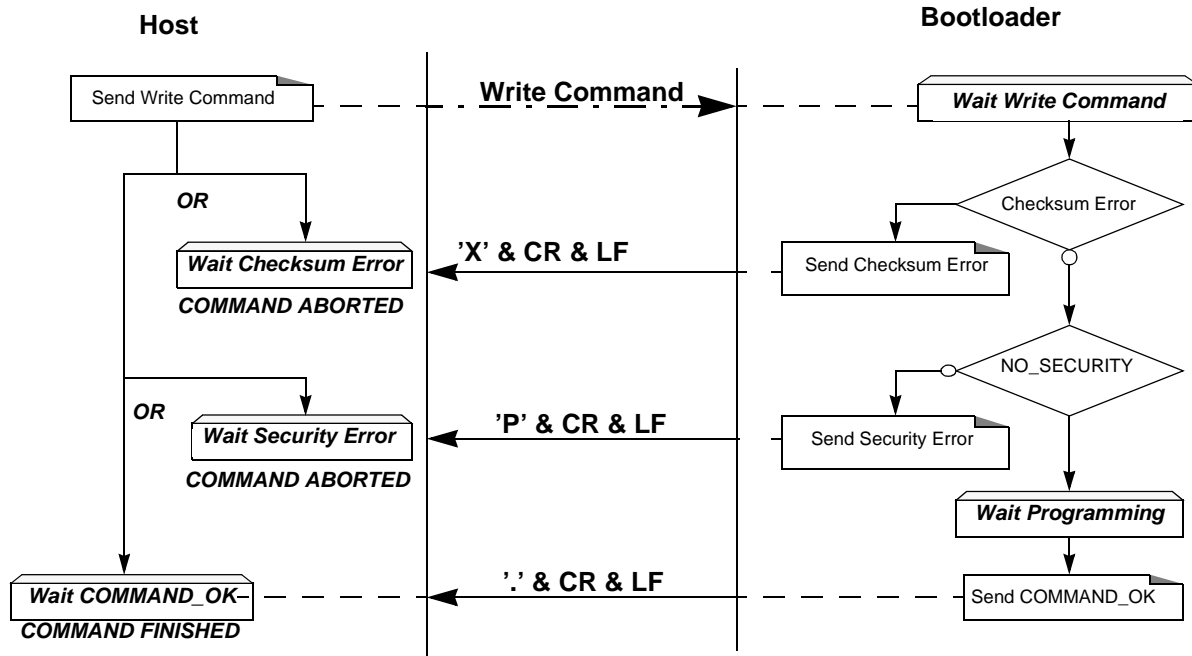 Host
Bootloader
Send Write Command
Write Command
Wait Write Command
OR
Checksum Error
Wait Checksum Error
'X' & CR & LF
Send Checksum Error
COMMAND ABORTED
NO_SECURITY
OR
Wait Security Error
'P' & CR & LF
Send Security Error
COMMAND ABORTED
Wait Programming
Wait COMMAND_OK
'.' & CR & LF
Send COMMAND_OK
COMMAND FINISHED